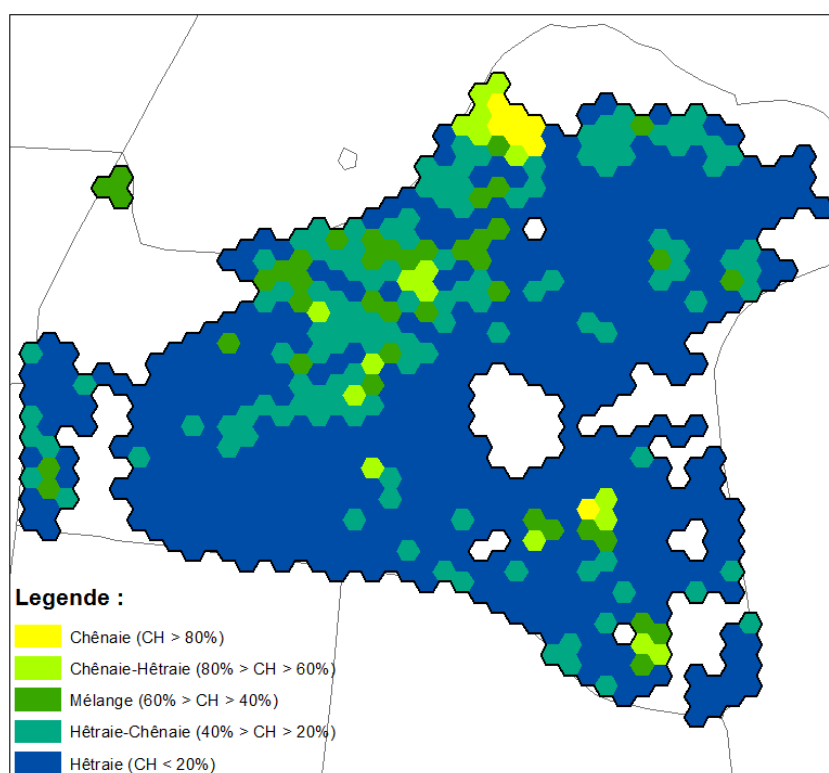 Legende :
Chênaie (CH > 80%)
Chênaie-Hêtraie (80% > CH > 60%)
Mélange (60% > CH > 40%)
Hêtraie-Chênaie (40% > CH > 20%)
Hêtraie (CH < 20%)